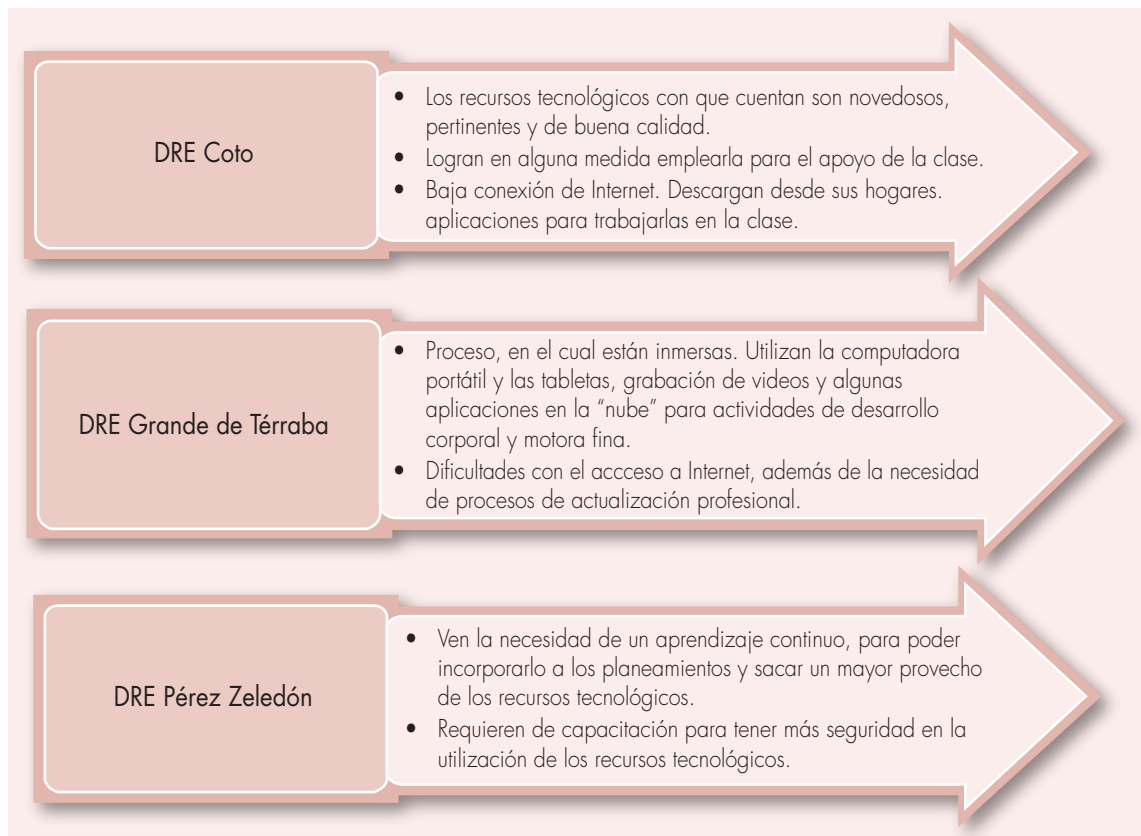 DRE Coto
• Los recursos tecnológicos con que cuentan son novedosos,
pertinentes y de buena calidad.
• Logran en alguna medida emplearla para el apoyo de la clase.
• Baja conexión de Internet. Descargan desde sus hogares.
aplicaciones para trabajarlas en la clase.
DRE Grande de Térraba
• Proceso, en el cual están inmersas. Utilizan la computadora
portátil y las tabletas, grabación de videos y algunas
aplicaciones en la “nube” para actividades de desarrollo
corporal y motora fina.
• Dificultades con el accceso a Internet, además de la necesidad
de procesos de actualización profesional.
DRE Pérez Zeledón
• Ven la necesidad de un aprendizaje continuo, para poder
incorporarlo a los planeamientos y sacar un mayor provecho
de los recursos tecnológicos.
• Requieren de capacitación para tener más seguridad en la
utilización de los recursos tecnológicos.